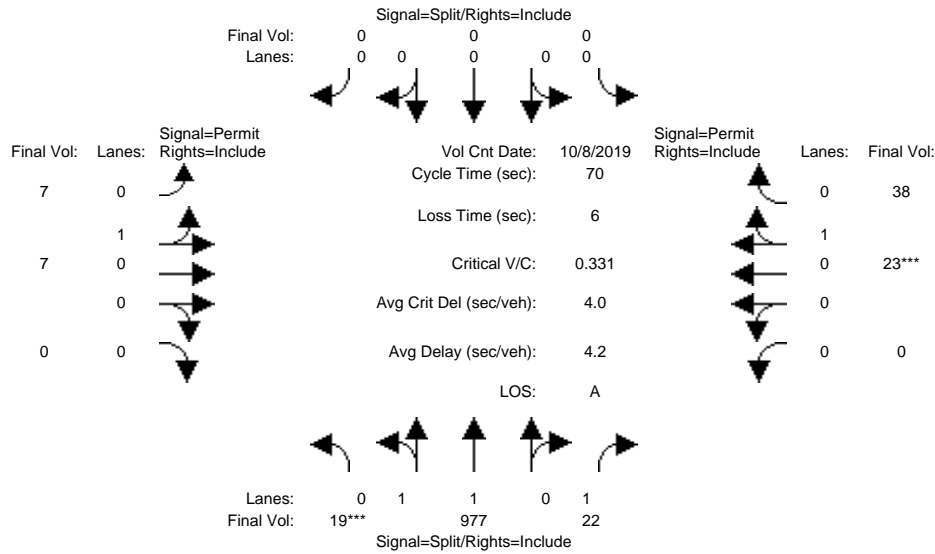 Signal=Split/Rights=Include
Final Vol: 0 0 0
Lanes: 0 0 0 0 0
Signal=Permit Signal=Permit
Final Vol: Lanes: Rights=Include Vol Cnt Date: 10/8/2019 Rights=Include Lanes: Final Vol:
Cycle Time (sec): 70
7 0 0 38
Loss Time (sec): 6
1 1
7 0 Critical V/C: 0.331 0 23***
0 Avg Crit Del (sec/veh): 4.0 0
0 0 Avg Delay (sec/veh): 4.2 0 0
LOS: A
Lanes: 0 1 1 0 1
Final Vol: 19*** 977 22
Signal=Split/Rights=Include